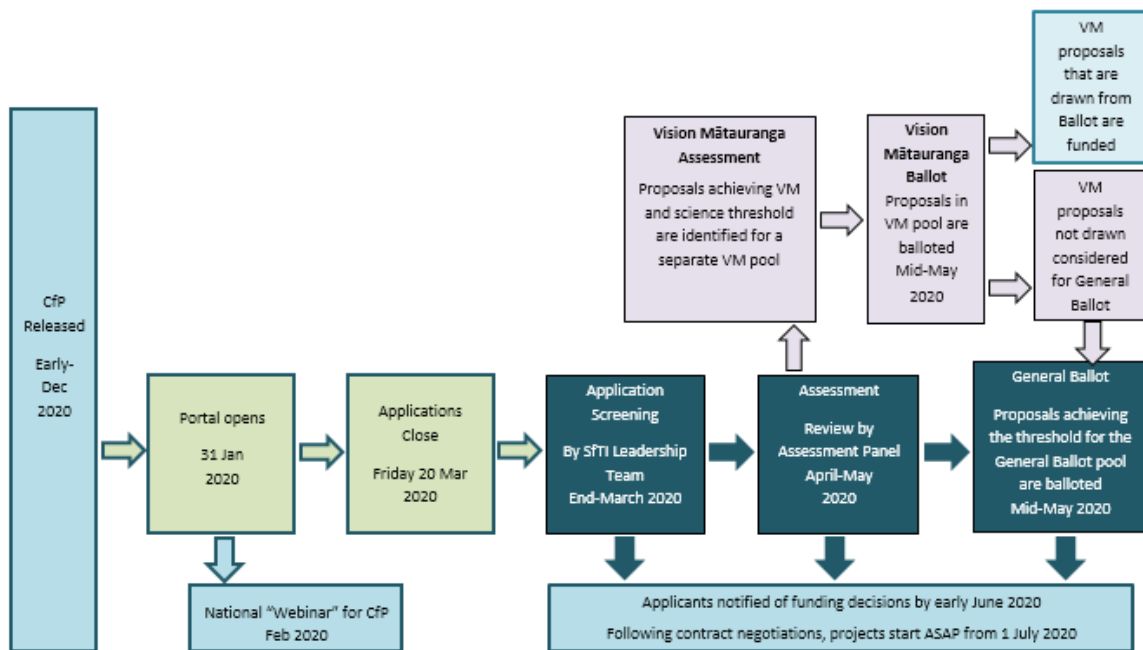 CfP
Released
Early-
Dec
2020
Portal opens
31 Jan
2020
National “Webinar” for CfP
Feb 2020
Applications
Close
Friday 20 Mar
2020
Application
Screening
By SfTI Leadership
Team
End-March 2020
Assessment
Review by
Assessment Panel
April-May
2020
Vision Mātauranga
Assessment
Proposals achieving VM
and science threshold
are identified for a
separate VM pool
Vision
Mātauranga
Ballot
Proposals in
VM pool are
balloted
Mid-May
2020
VM
proposals
that are
drawn from
Ballot are
funded
VM
proposals
not drawn
considered
for General
Ballot
General Ballot
Proposals achieving
the threshold for the
General Ballot pool
are balloted
Mid-May 2020
Applicants notified of funding decisions by early June 2020
Following contract negotiations, projects start ASAP from 1 July 2020